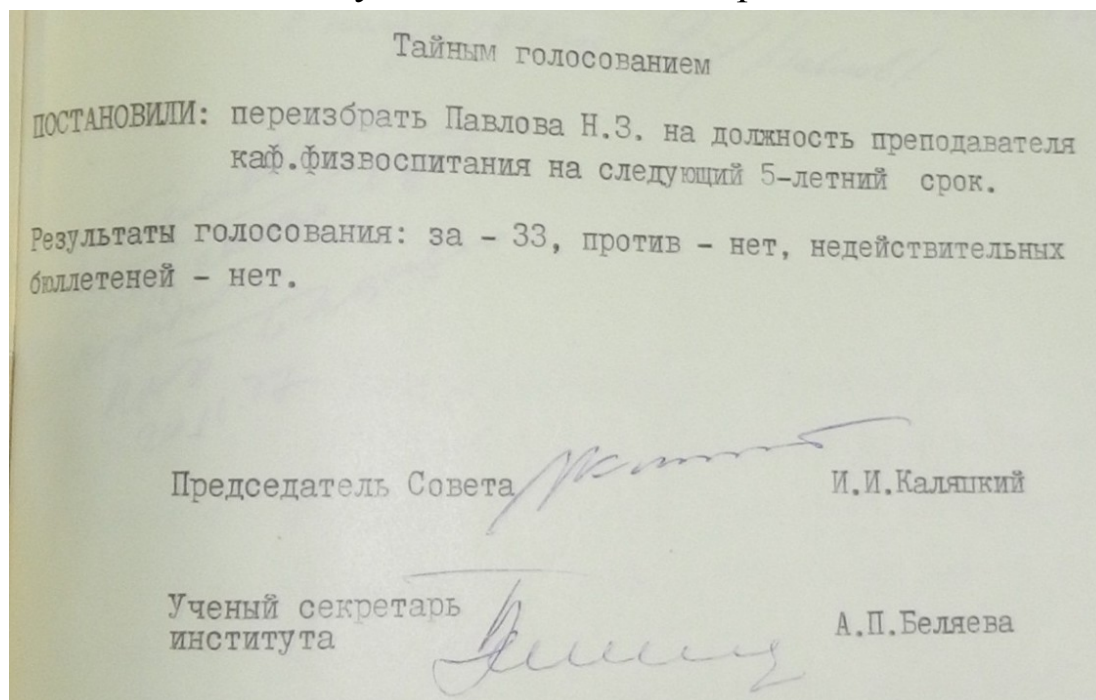 Тайным голосованием
ПОСТАНОВИЛИ: переизбрать Павлова Н.З. на должность преподавателя
каф.физвоспитания на следующий 5-летний срок.
Результаты голосования: за - 33, против - нет, недействительных
бюллетеней - нет.
Председатель Совета И.И.Каляцкий
Ученый секретарь
института А.П.Беляева